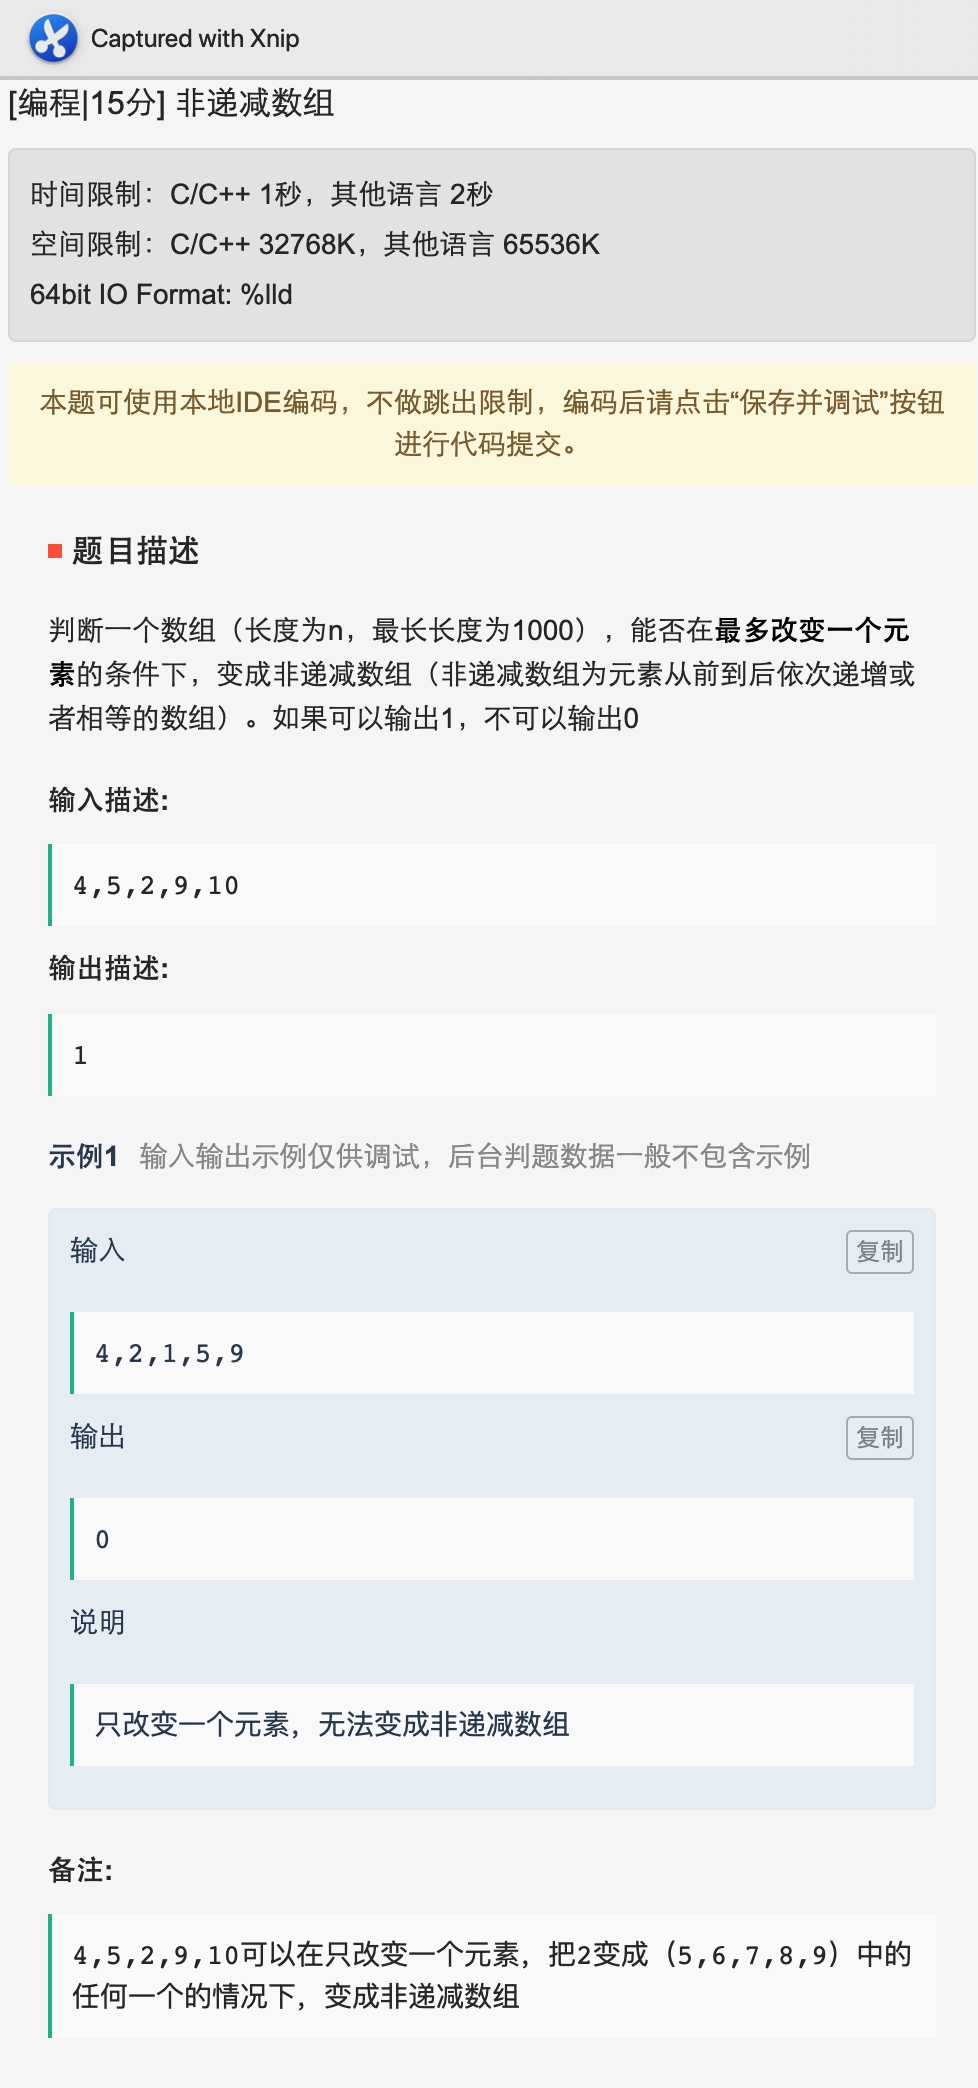 Captured with Xnip
[编程|15分] 非递减数组
时间限制：C/C++ 1秒，其他语言 2秒
空间限制：C/C++ 32768K，其他语言 65536K
64bit IO Format: %lld
本题可使用本地IDE编码，不做跳出限制，编码后请点击“保存并调试”按钮
进行代码提交。
题目描述
判断一个数组（长度为n，最长长度为1000），能否在最多改变一个元
素的条件下，变成非递减数组（非递减数组为元素从前到后依次递增或
者相等的数组）。如果可以输出1，不可以输出0
输入描述:
4,5,2,9,10
输出描述:
1
示例1 输入输出示例仅供调试，后台判题数据一般不包含示例
输入
复制
4,2,1,5,9
输出
复制
0
说明
只改变一个元素，无法变成非递减数组
备注:
4,5,2,9,10可以在只改变一个元素，把2变成（5,6,7,8,9）中的
任何一个的情况下，变成非递减数组